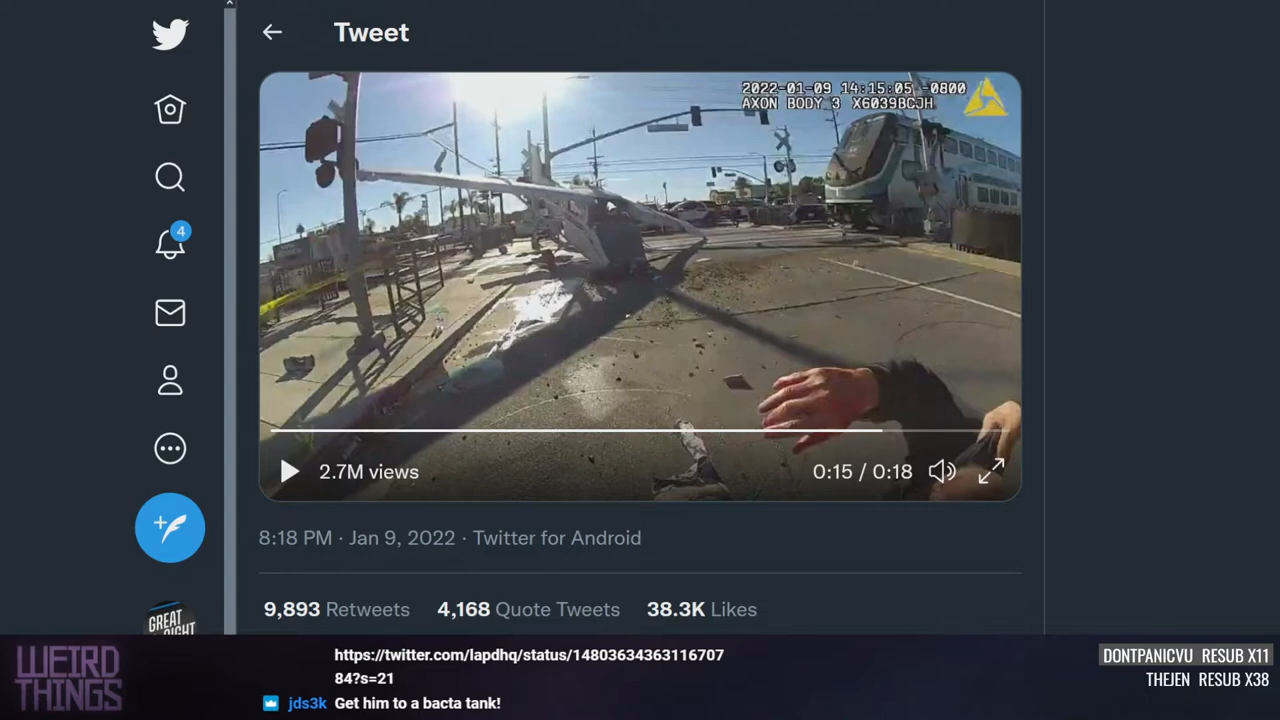 Tweet
2022-01-09 14:15:05 -0800
AXON BODY 3 X6039BCJH
4
2.7M views
0:15 / 0:18
8:18 PM · Jan 9, 2022 · Twitter for Android
9,893 Retweets 4,168 Quote Tweets 38.3K Likes
GREAT
WEIRD
THINGS
https://twitter.com/lapdhq/status/14803634363116707
84?s=21
jds3k Get him to a bacta tank!
DONTPANICVU RESUB X11
THEJEN RESUB X38